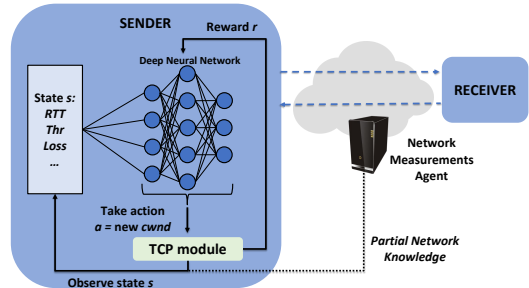 SENDER
Reward r
Deep Neural Network
State s:
RTT
Thr
Loss
...
Take action
a = new cwnd
TCP module
Observe state s
RECEIVER
Network
Measurements
Agent
Partial Network
Knowledge